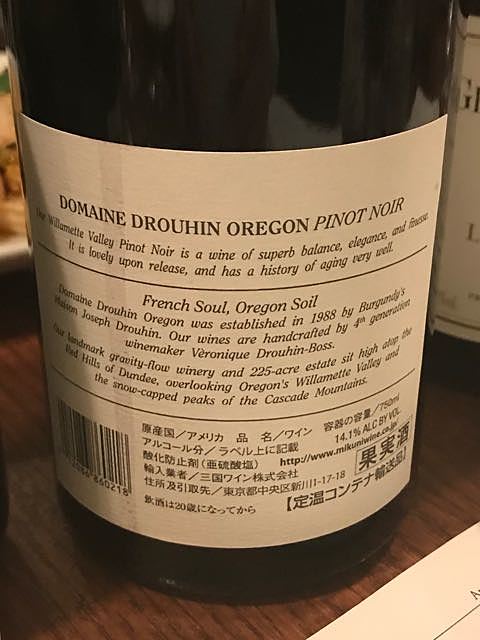 DOMAINE DROUHIN OREGON PINOT NOIR
Our Willamette Valley Pinot Noir is a wine of superb balance, elegance, and finesse.
It is lovely upon release, and has a history of aging very well.
French Soul, Oregon Soil
Domaine Drouhin Oregon was established in 1988 by Burgundy's
Maison Joseph Drouhin. Our wines are handcrafted by 4th generation
winemaker Véronique Drouhin-Boss.
Our landmark gravity-flow winery and 225-acre estate sit high atop the
Red Hills of Dundee, overlooking Oregon's Willamette Valley and
the snow-capped peaks of the Cascade Mountains.
原産国/アメリカ 品 名/ワイン 容器の容量/750ml
アルコール分/ラベル上に記載 14.1% ALC BY VOL.
酸化防止剤(亜硫酸塩) http://www.mikuniwine.co.jp
輸入業者/三国ワイン株式会社 果実酒
住所及引取先/東京都中央区新川1-17-18
飲酒は20歳になってから 【定温コンテナ輸送品】